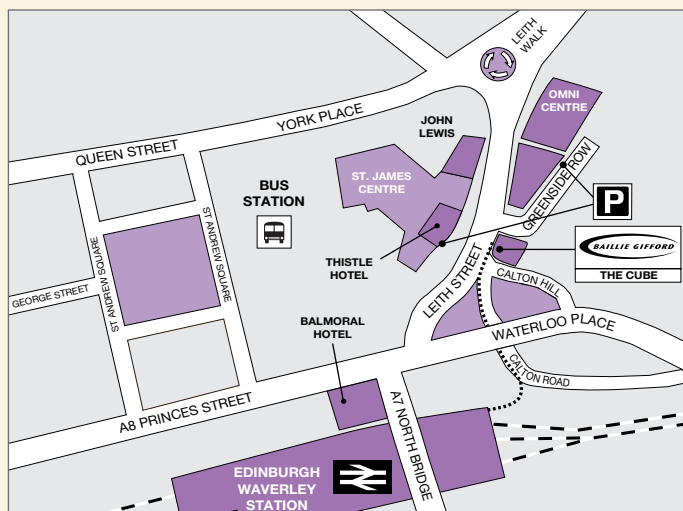 LEITH
WALK
OMNI
CENTRE
JOHN
LEWIS
YORK PLACE
QUEEN STREET
ST. JAMES
CENTRE
GREENSIDE ROW
BUS
STATION
P
ST ANDREW SQUARE
ST ANDREW SQUARE
GEORGE STREET
THISTLE
HOTEL
BAILLIE GIFFORD
THE CUBE
LEITH STREET
CALTON HILL
BALMORAL
HOTEL
WATERLOO PLACE
CALTON ROAD
A8 PRINCES STREET
A7 NORTH BRIDGE
EDINBURGH
WAVERLEY
STATION